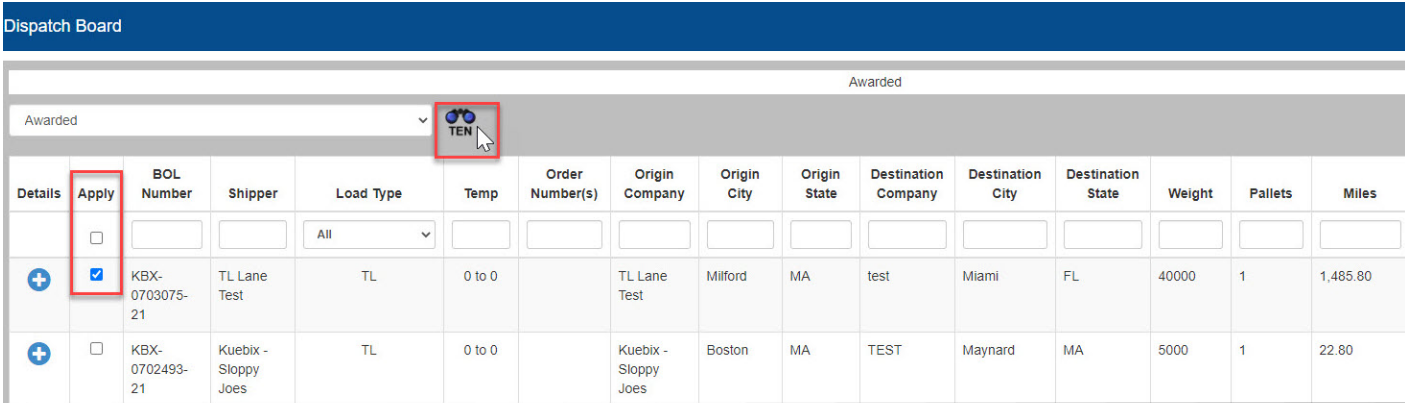 Dispatch Board
Awarded
Awarded
TEN
Details Apply BOL Number Shipper Load Type Temp Order Number(s) Origin Company Origin City Origin State Destination Company Destination City Destination State Weight Pallets Miles
All
KBX-0703075-21 TL Lane Test TL 0 to 0 TL Lane Test Milford MA test Miami FL 40000 1 1,485.80
KBX-0702493-21 Kuebix - Sloppy Joes TL 0 to 0 Kuebix - Sloppy Joes Boston MA TEST Maynard MA 5000 1 22.80